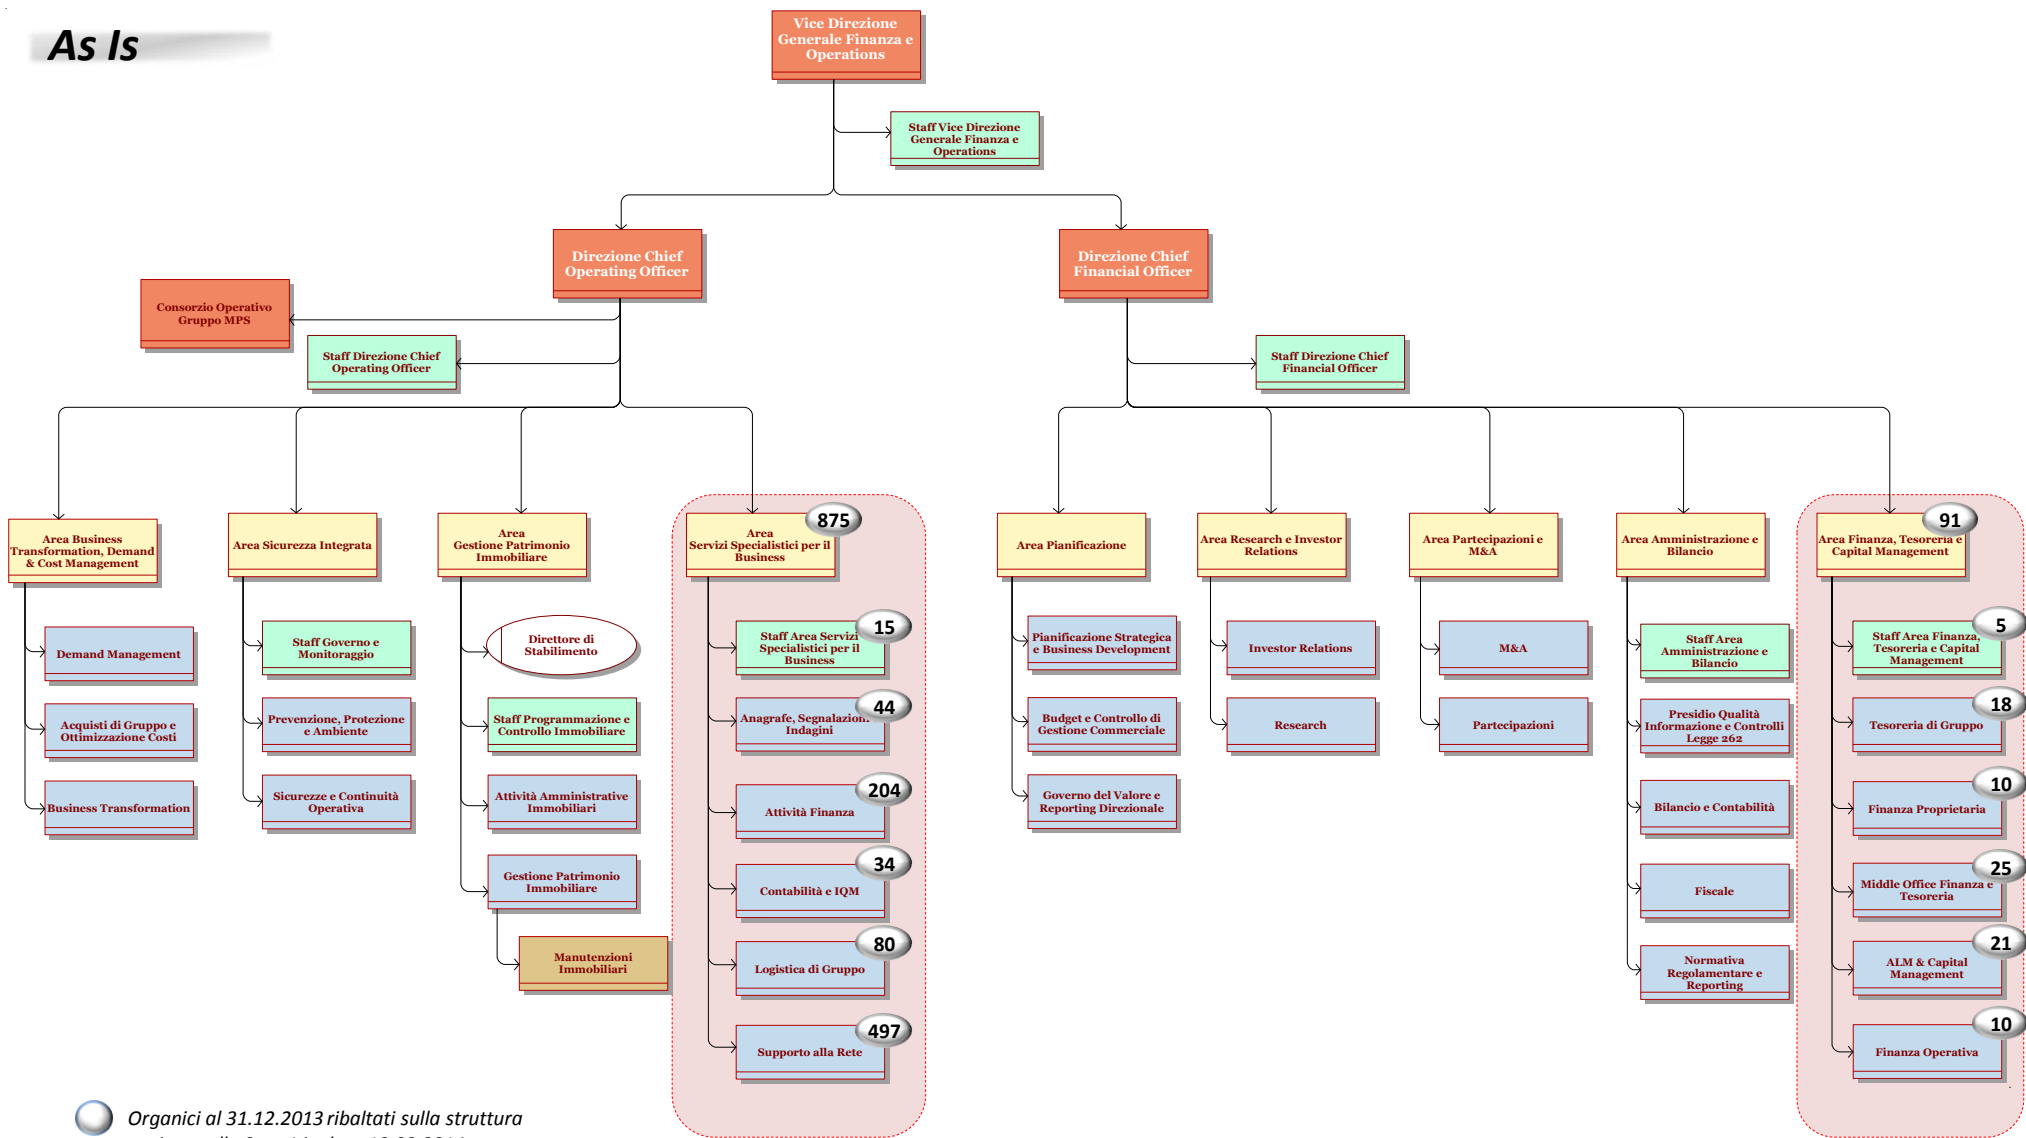 As Is
Vice Direzione
Generale Finanza e
Operations
Staff Vice Direzione
Generale Finanza e
Operations
Direzione Chief
Operating Officer
Direzione Chief
Financial Officer
Consorzio Operativo
Gruppo MPS
Staff Direzione Chief
Operating Officer
Staff Direzione Chief
Financial Officer
Area Business
Transformation, Demand
& Cost Management
Demand Management
Acquisti di Gruppo e
Ottimizzazione Costi
Business Transformation
Area Sicurezza Integrata
Staff Governo e
Monitoraggio
Prevenzione, Protezione
e Ambiente
Sicurezze e Continuità
Operativa
Area
Gestione Patrimonio
Immobiliare
Direttore di
Stabilimento
Staff Programmazione e
Controllo Immobiliare
Attività Amministrative
Immobiliari
Gestione Patrimonio
Immobiliare
Manutenzioni
Immobiliari
875
Area
Servizi Specialistici per il
Business
15
Staff Area Servizi
Specialistici per il
Business
44
Anagrafe, Segnalazioni
Indagini
204
Attività Finanza
34
Contabilità e IQM
80
Logistica di Gruppo
497
Supporto alla Rete
Area Pianificazione
Pianificazione Strategica
e Business Development
Budget e Controllo di
Gestione Commerciale
Governo del Valore e
Reporting Direzionale
Area Research e Investor
Relations
Investor Relations
Research
Area Partecipazioni e
M&A
M&A
Partecipazioni
Area Amministrazione e
Bilancio
Staff Area
Amministrazione e
Bilancio
Presidio Qualità
Informazione e Controlli
Legge 262
Bilancio e Contabilità
Fiscale
Normativa
Regolamentare e
Reporting
91
Area Finanza, Tesoreria e
Capital Management
5
Staff Area Finanza,
Tesoreria e Capital
Management
18
Tesoreria di Gruppo
10
Finanza Proprietaria
25
Middle Office Finanza e
Tesoreria
21
ALM & Capital
Management
10
Finanza Operativa
Organici al 31.12.2013 ribaltati sulla struttura